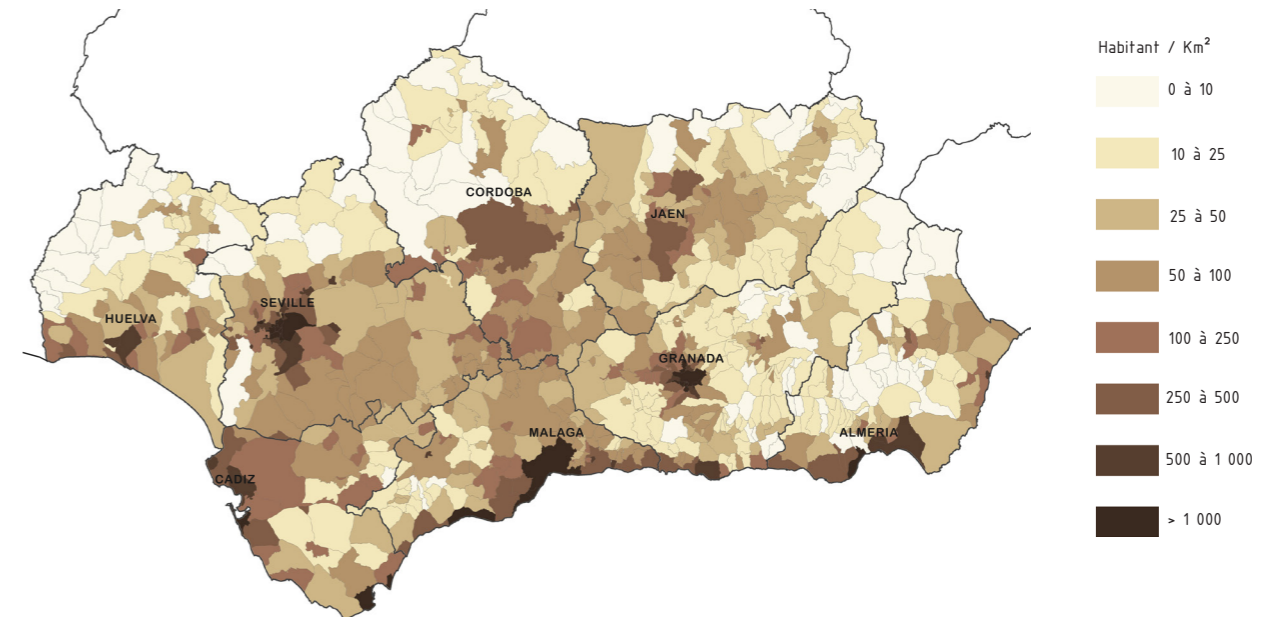 Habitant / Km²
0 à 10
10 à 25
25 à 50
50 à 100
100 à 250
250 à 500
500 à 1 000
> 1 000
CORDOBA
JAEN
SEVILLE
HUELVA
GRANADA
MALAGA
ALMERIA
CADIZ